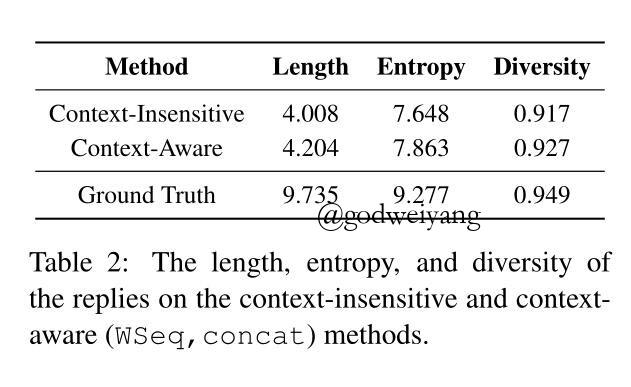 Method Length Entropy Diversity
Context-Insensitive 4.008 7.648 0.917
Context-Aware 4.204 7.863 0.927
Ground Truth 9.735 9.277 0.949
@godweiyang
Table 2: The length, entropy, and diversity of
the replies on the context-insensitive and context-
aware (WSeq,concat) methods.